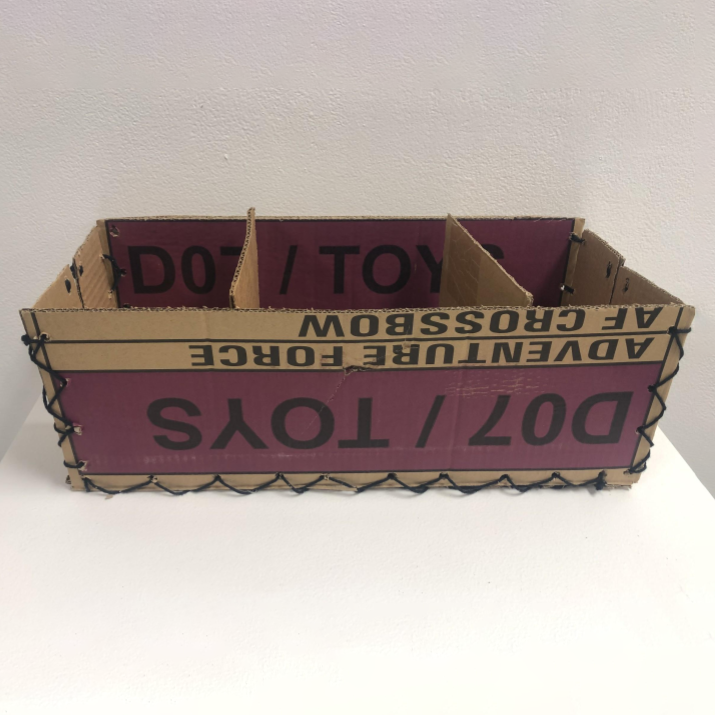 D07 / TOYS
AF CROSSBOW
ADVENTURE FORCE
D07 / TOYS